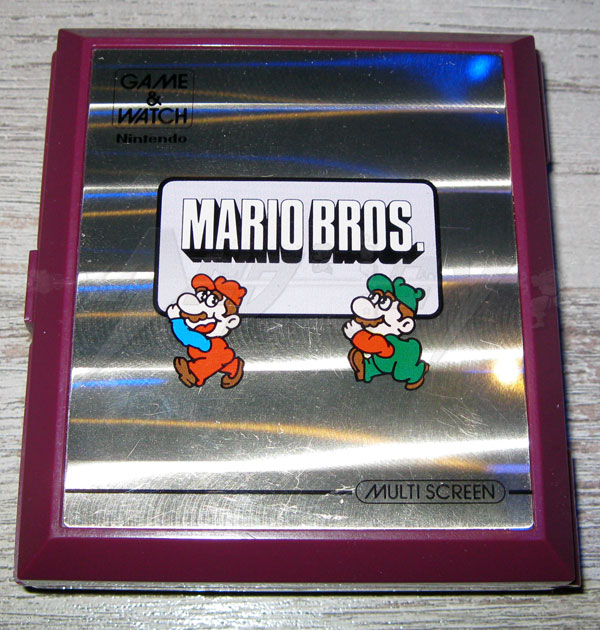 GAME
&
WATCH
Nintendo
MARIO BROS.
MULTI SCREEN